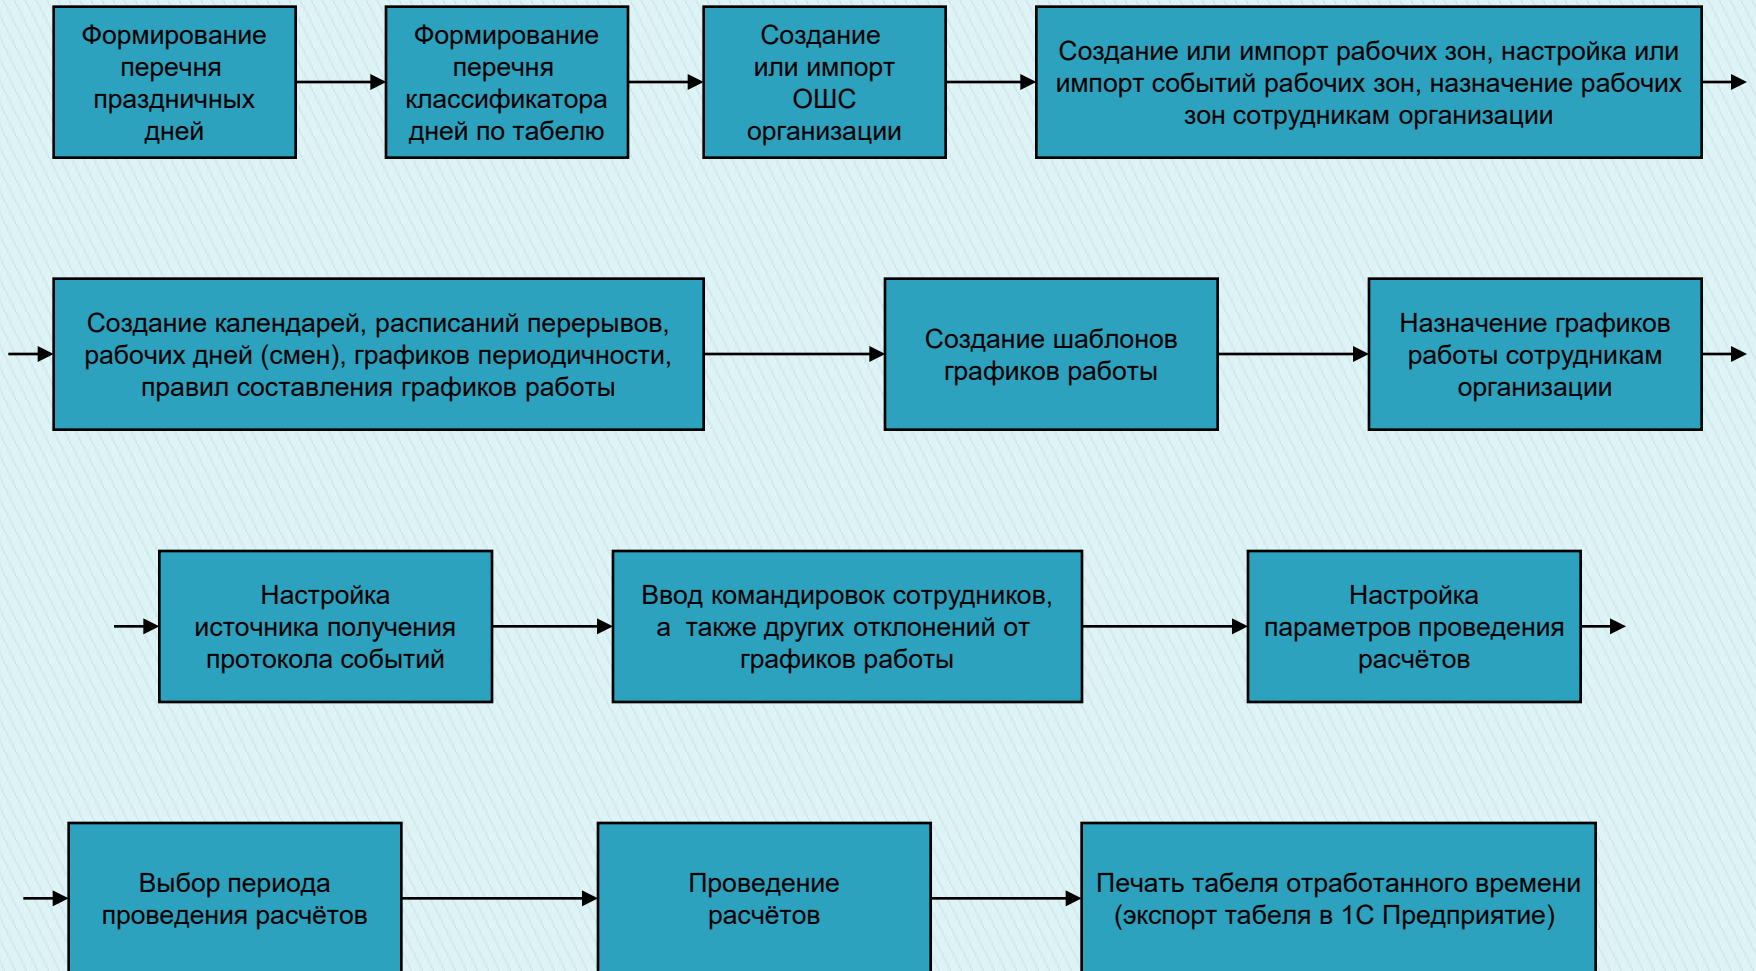 Формирование
перечня
праздничных
дней
Формирование
перечня
классификатора
дней по табелю
Создание
или импорт
ОШС
организации
Создание или импорт рабочих зон, настройка или
импорт событий рабочих зон, назначение рабочих
зон сотрудникам организации
Создание календарей, расписаний перерывов,
рабочих дней (смен), графиков периодичности,
правил составления графиков работы
Создание шаблонов
графиков работы
Назначение графиков
работы сотрудникам
организации
Настройка
источника получения
протокола событий
Ввод командировок сотрудников,
а также других отклонений от
графиков работы
Настройка
параметров проведения
расчётов
Выбор периода
проведения расчётов
Проведение
расчётов
Печать табеля отработанного времени
(экспорт табеля в 1С Предприятие)